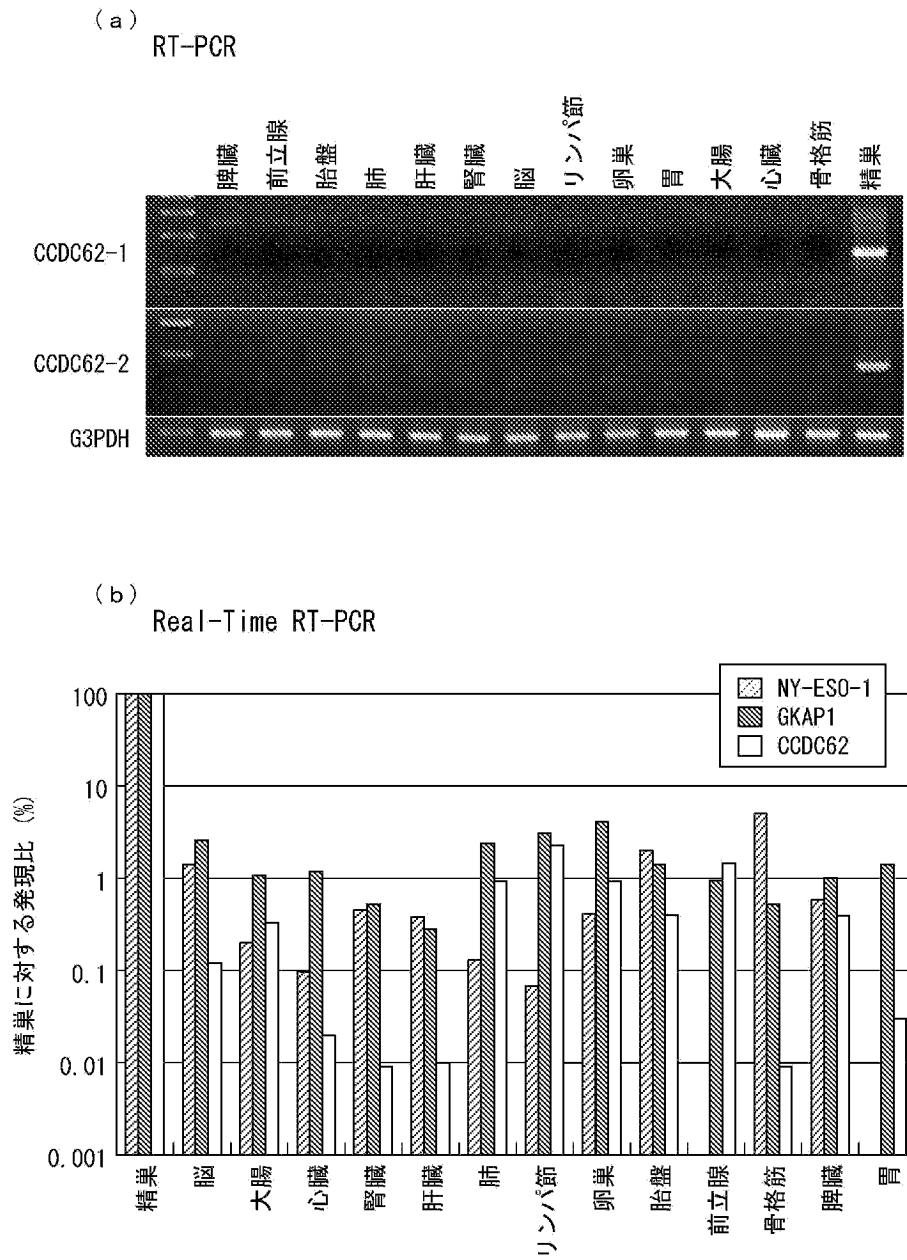 (a)
RT-PCR
脾臓 前立腺 胎盤 肺 肝臓 腎臓 脳 リンパ節 卵巣 胃 大腸 心臓 骨格筋 精巣
CCDC62-1
CCDC62-2
G3PDH
(b)
Real-Time RT-PCR
NY-ESO-1
GKAP1
CCDC62
精巣に対する発現比 (%)
100
10
1
0.1
0.01
0.001
精巣 脳 大腸 心臓 腎臓 肝臓 肺 リンパ節 卵巣 胎盤 前立腺 骨格筋 脾臓 胃